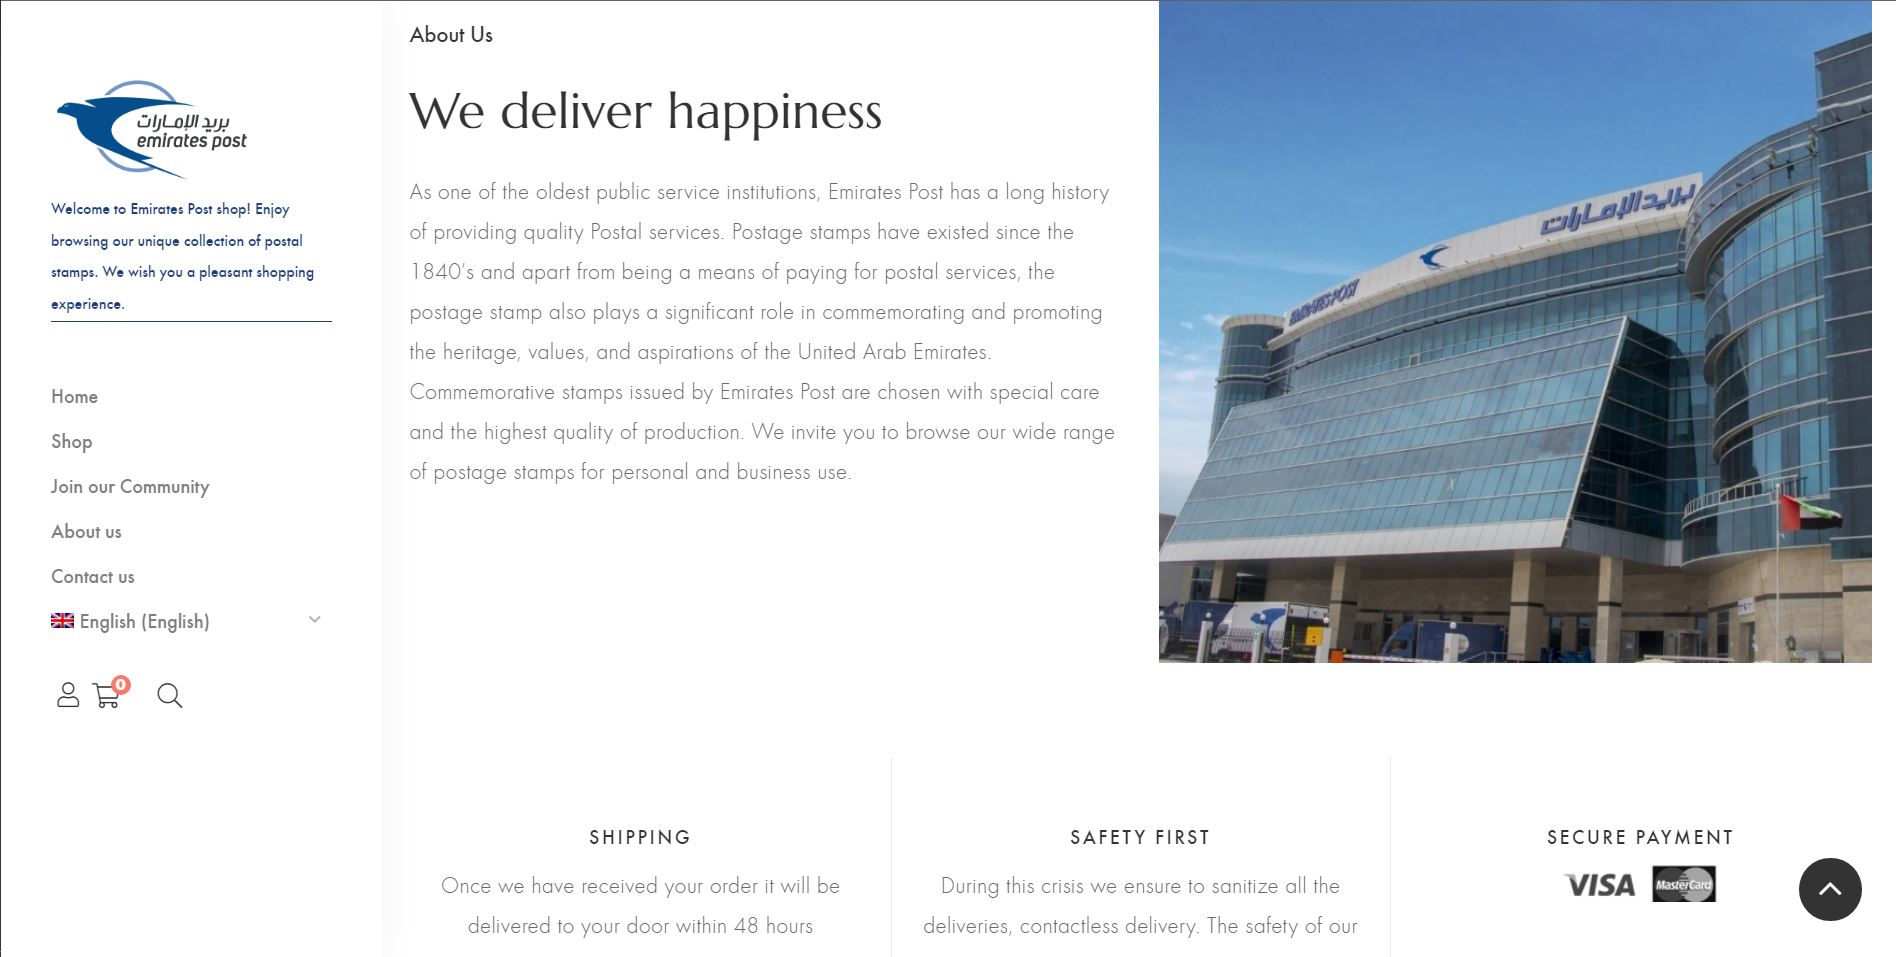 بريد الإمارات
emirates post
Welcome to Emirates Post shop! Enjoy
browsing our unique collection of postal
stamps. We wish you a pleasant shopping
experience.
Home
Shop
Join our Community
About us
Contact us
English (English)
0
About Us
We deliver happiness
As one of the oldest public service institutions, Emirates Post has a long history
of providing quality Postal services. Postage stamps have existed since the
1840's and apart from being a means of paying for postal services, the
postage stamp also plays a significant role in commemorating and promoting
the heritage, values, and aspirations of the United Arab Emirates.
Commemorative stamps issued by Emirates Post are chosen with special care
and the highest quality of production. We invite you to browse our wide range
of postage stamps for personal and business use.
EMIRATES POST
بريد الإمارات
SHIPPING
Once we have received your order it will be
delivered to your door within 48 hours
SAFETY FIRST
During this crisis we ensure to sanitize all the
deliveries, contactless delivery. The safety of our
SECURE PAYMENT
VISA
MasterCard